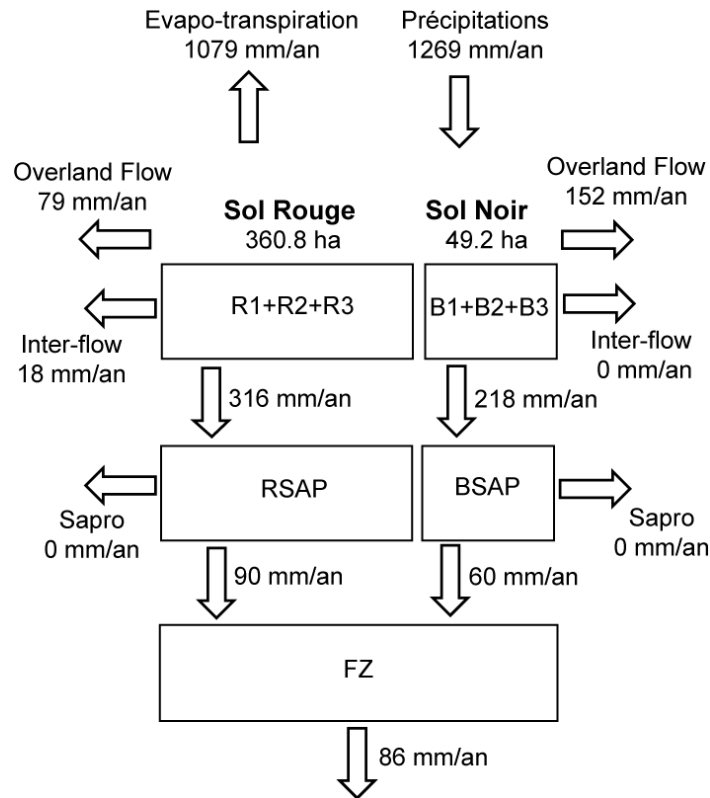 Evapo-transpiration
1079 mm/an
Précipitations
1269 mm/an
Overland Flow
79 mm/an
Overland Flow
152 mm/an
Sol Rouge
360.8 ha
Sol Noir
49.2 ha
R1+R2+R3
B1+B2+B3
Inter-flow
18 mm/an
Inter-flow
0 mm/an
316 mm/an
218 mm/an
RSAP
BSAP
Sapro
0 mm/an
Sapro
0 mm/an
90 mm/an
60 mm/an
FZ
86 mm/an